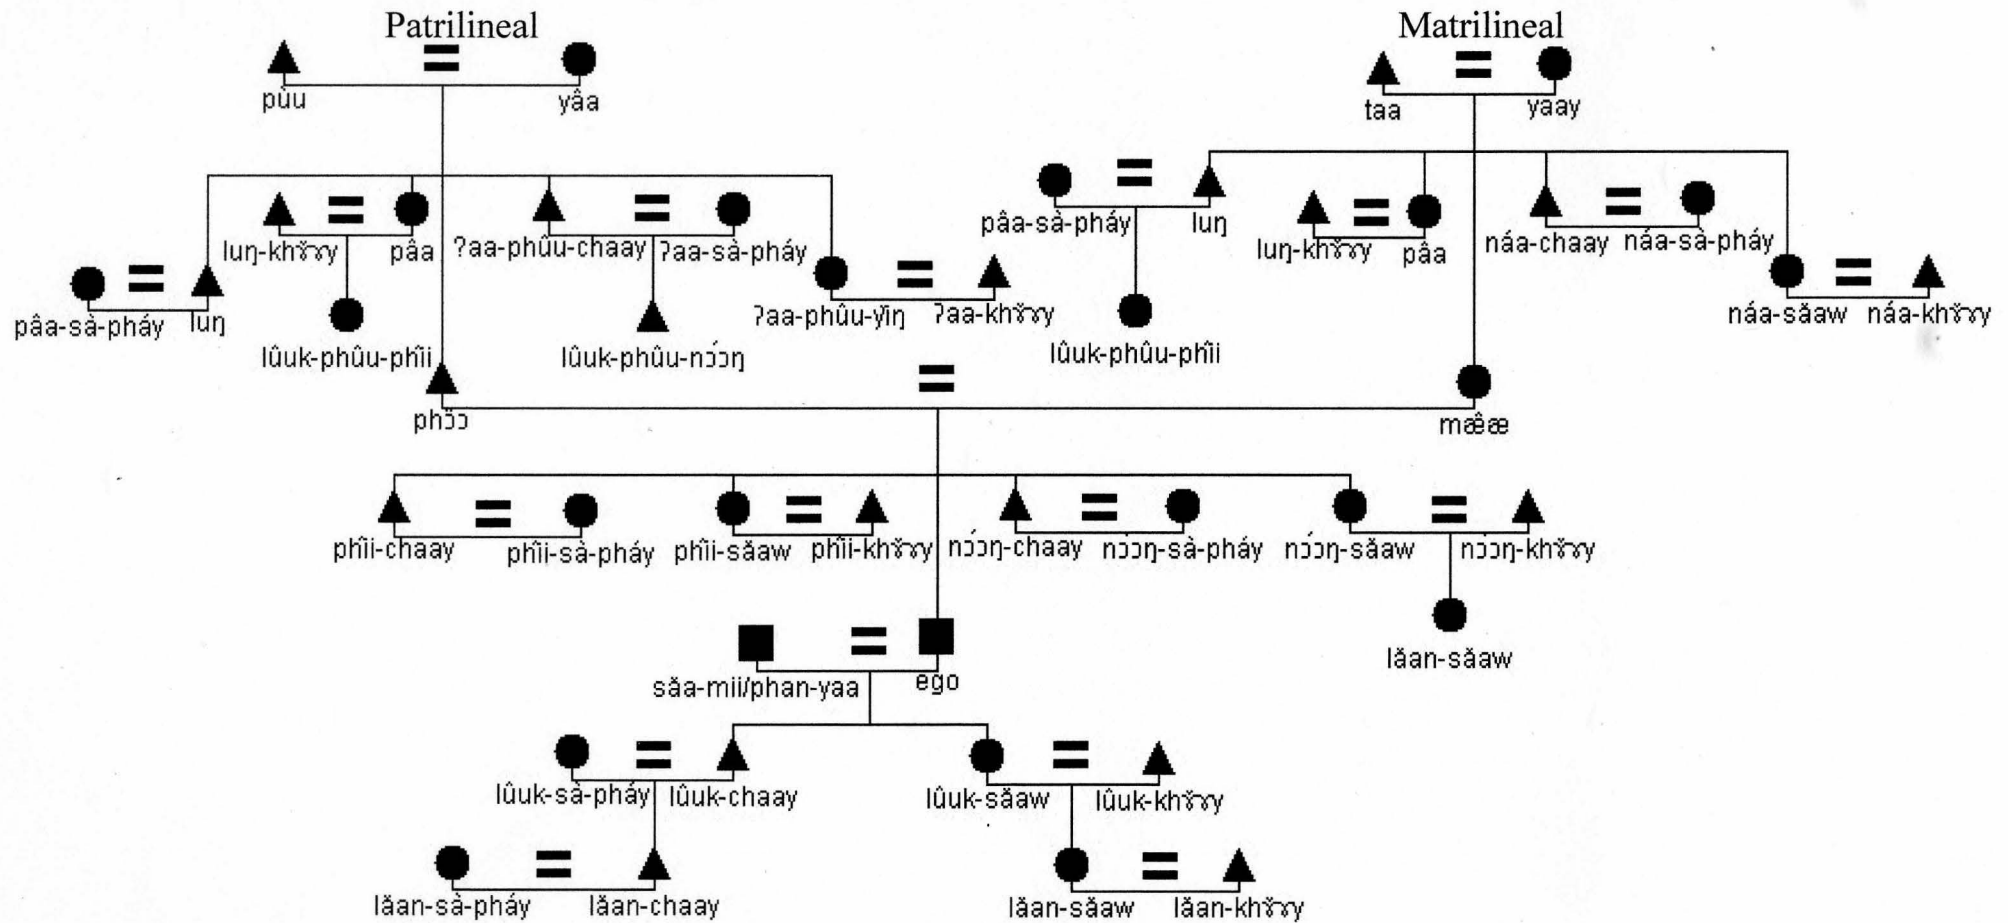 Patrilineal
Matrilineal
pùu
yâa
taa
yaay
pâa-sà-pháy
luŋ
luŋ-khɤ̌ɤy
pâa
náa-chaay
náa-sà-pháy
luŋ-khɤ̌ɤy
pâa
ʔaa-phûu-chaay
ʔaa-sà-pháy
pâa-sà-pháy
luŋ
ʔaa-phûu-yǐŋ
ʔaa-khɤ̌ɤy
náa-sǎaw
náa-khɤ̌ɤy
lûuk-phûu-phîi
lûuk-phûu-nɔ́ɔŋ
lûuk-phûu-phîi
mæ̂æ
phîi-chaay
phîi-sà-pháy
phîi-sǎaw
phîi-khɤ̌ɤy
nɔ́ɔŋ-chaay
nɔ́ɔŋ-sà-pháy
nɔ́ɔŋ-sǎaw
nɔ́ɔŋ-khɤ̌ɤy
lǎan-sǎaw
sǎa-mii/phan-yaa
ego
lûuk-sà-pháy
lûuk-chaay
lûuk-sǎaw
lûuk-khɤ̌ɤy
lǎan-sà-pháy
lǎan-chaay
lǎan-sǎaw
lǎan-khɤ̌ɤy